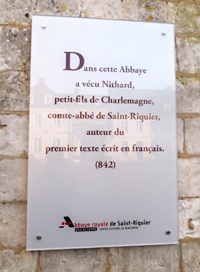 Dans cette Abbaye
a vécu Nithard,
petit-fils de Charlemagne,
comte-abbé de Saint-Riquier,
auteur du
premier texte écrit en français.
(842)
Abbaye royale de Saint-Riquier